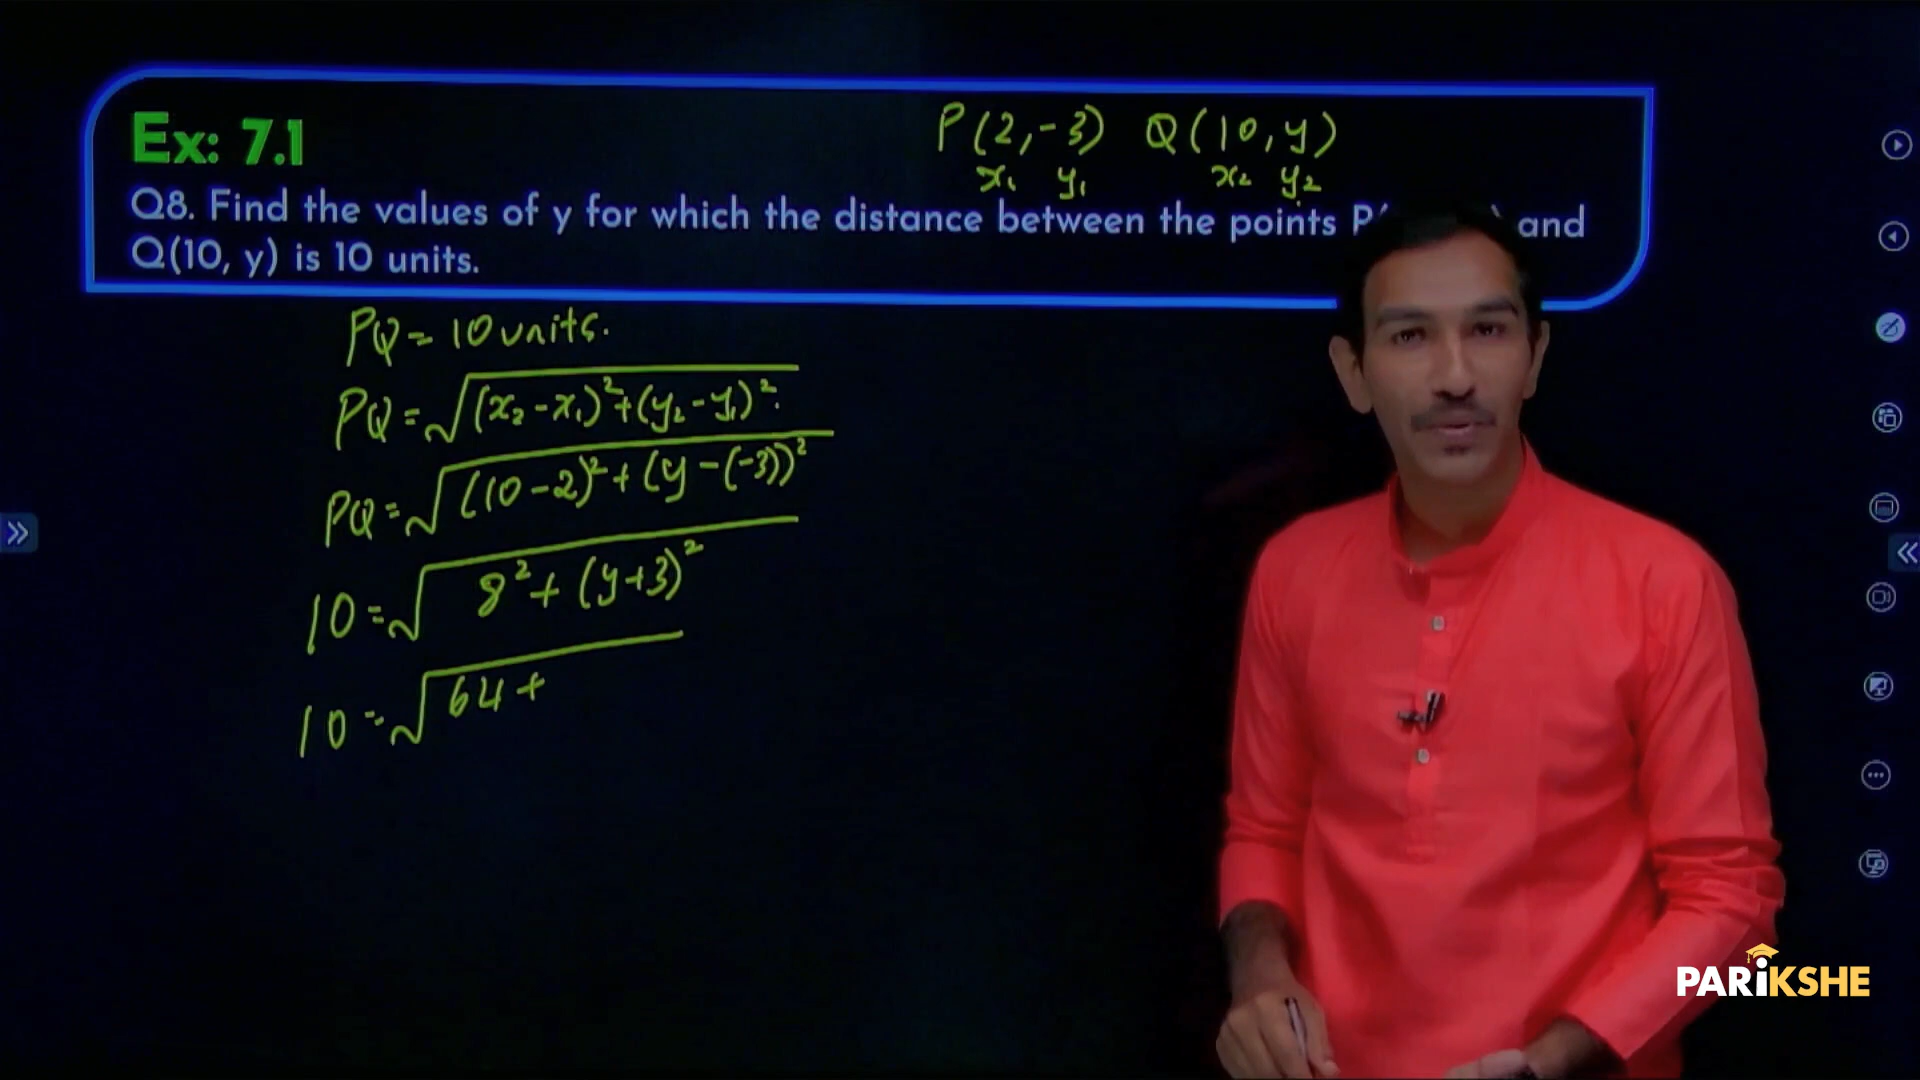 Ex: 7.1
P(2,-3) Q(10,y)
x₁ y₁ x₂ y₂
Q8. Find the values of y for which the distance between the points and
Q(10, y) is 10 units.
PQ = 10 units.
PQ = √(x₂-x₁)²+(y₂-y₁)².
PQ = √(10-2)²+(y-(-3))²
10 = √8²+(y+3)²
10 = √64+
PARiKSHE